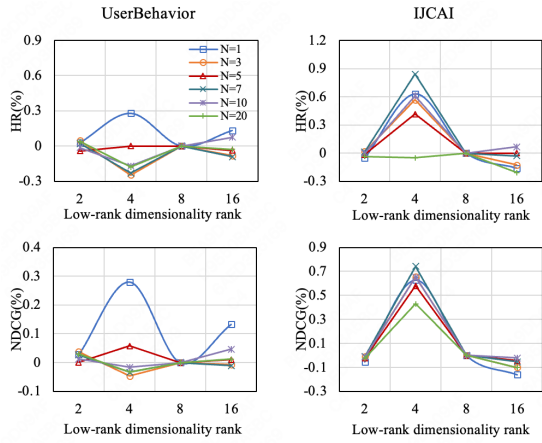 UserBehavior
IJCAI
HR(%)
0.9
0.6
0.3
0
-0.3
N=1
N=3
N=5
N=7
N=10
N=20
2 4 8 16
Low-rank dimensionality rank
HR(%)
1.2
0.9
0.6
0.3
0
-0.3
2 4 8 16
Low-rank dimensionality rank
NDCG(%)
0.4
0.3
0.2
0.1
0
-0.1
2 4 8 16
Low-rank dimensionality rank
NDCG(%)
0.9
0.7
0.5
0.3
0.1
-0.1
-0.3
2 4 8 16
Low-rank dimensionality rank